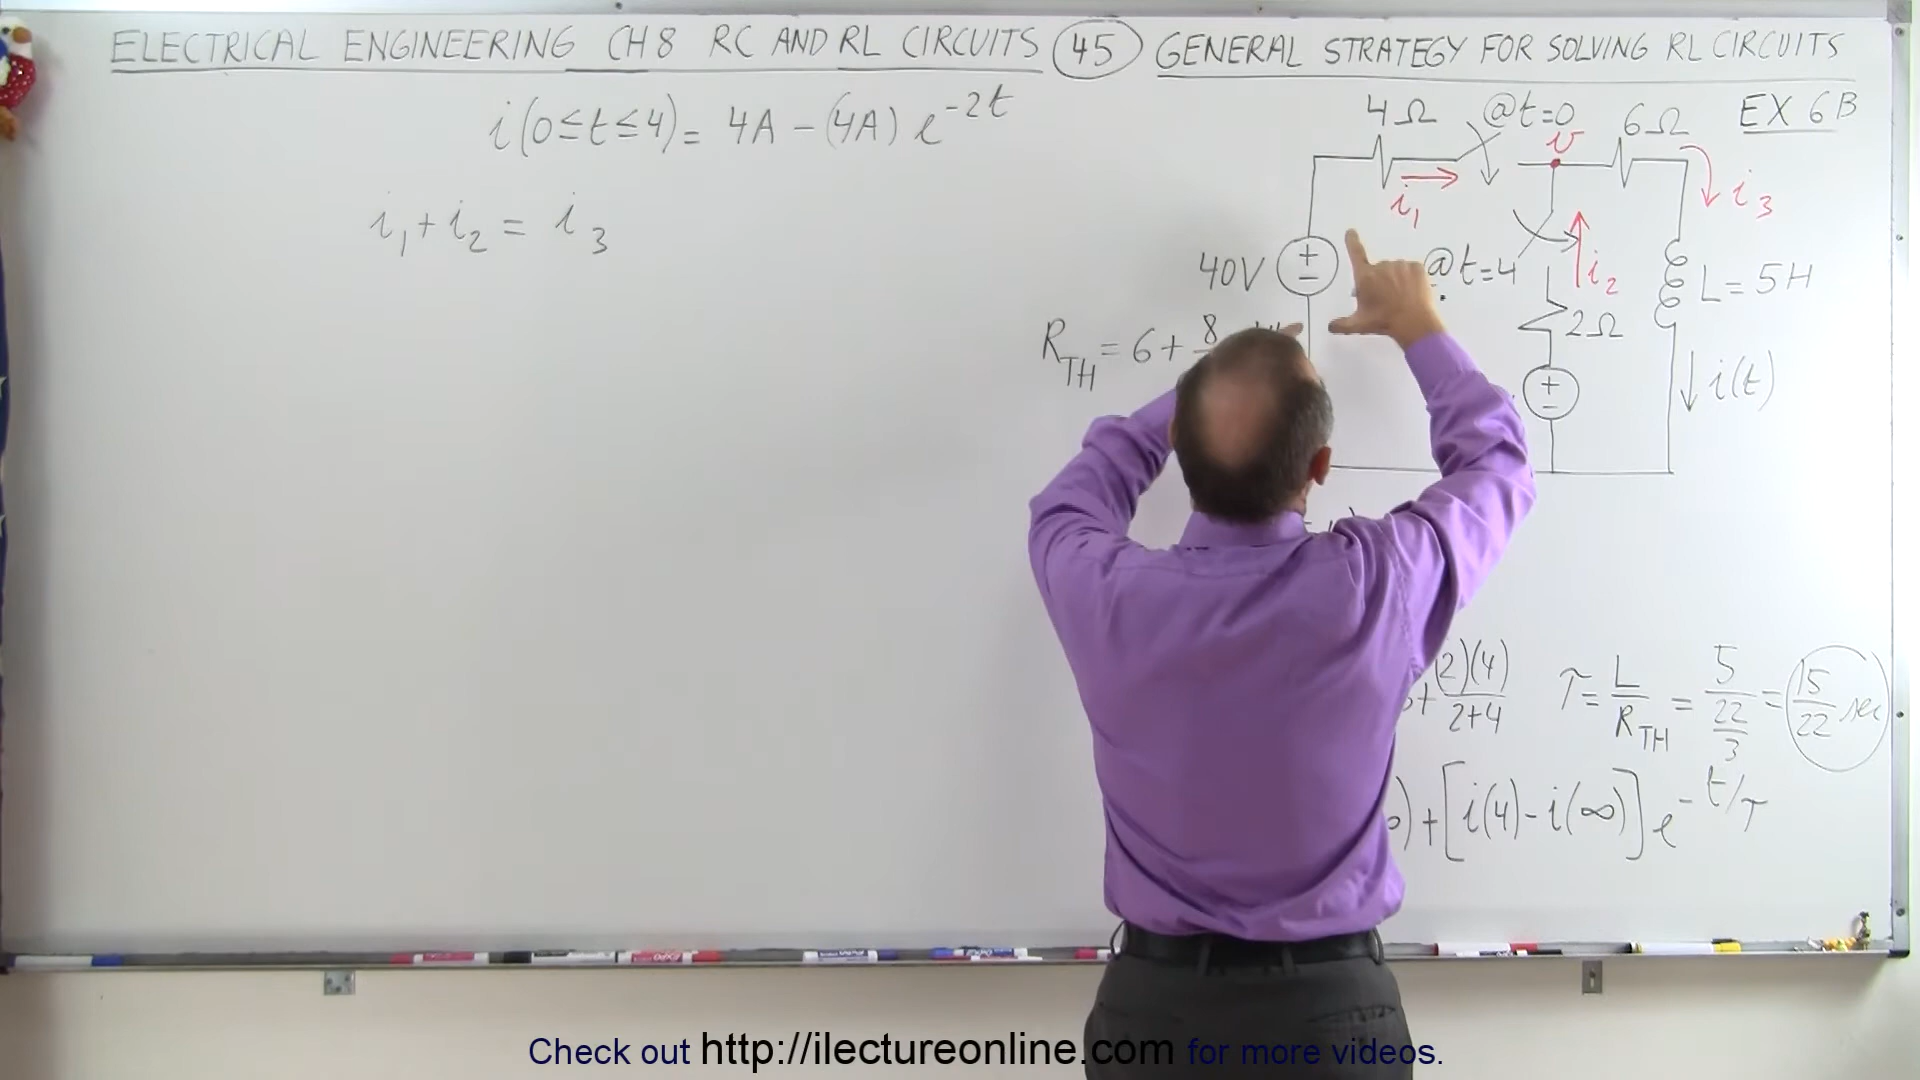 ELECTRICAL ENGINEERING CH 8 RC AND RL CIRCUITS 45 GENERAL STRATEGY FOR SOLVING RL CIRCUITS
i(0≤t≤4) = 4A - (4A) e^-2t
EX 6B
4Ω @t=0 6Ω
v
i₁ i₃
i₁ + i₂ = i₃
40V + - @t=4 i₂ L=5H
2Ω
R_TH = 6 + 8
+ - i(t)
(2)(4)/2+4 τ = L/R_TH = 5/(22/3) = 15/22 sec
) + [i(4) - i(∞)] e^-t/τ
Check out http://ilectureonline.com for more videos.